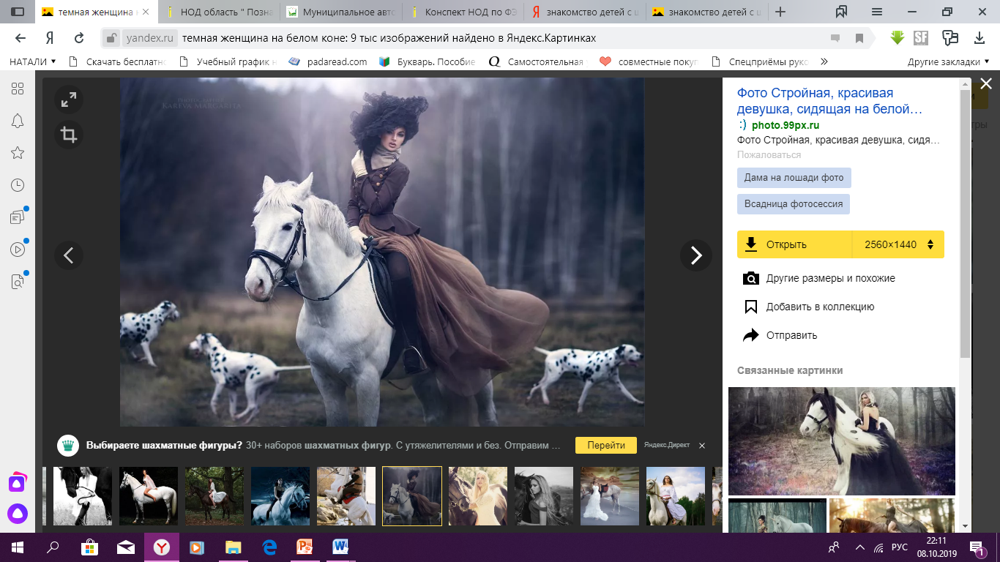 темная женщина н
НОД область " Позна
Муниципальное авто
Конспект НОД по ФЭ
знакомство детей с ш
знакомство детей с ш
yandex.ru темная женщина на белом коне: 9 тыс изображений найдено в Яндекс.Картинках
НАТАЛИ
Скачать бесплатно
Учебный график н
padaread.com
Букварь. Пособие
Самостоятельная
совместные покуп
Спецприёмы рукс
Другие закладки
KAREVA MARGARITA
Фото Стройная, красивая
девушка, сидящая на белой…
photo.99px.ru
Фото Стройная, красивая девушка, сидя…
Пожаловаться
Дама на лошади фото
Всадница фотосессия
Открыть 2560×1440
Другие размеры и похожие
Добавить в коллекцию
Отправить
Связанные картинки
Выбираете шахматные фигуры? 30+ наборов шахматных фигур. С утяжелителями и без. Отправим …
Перейти
Яндекс.Директ
РУС
22:11
08.10.2019
1